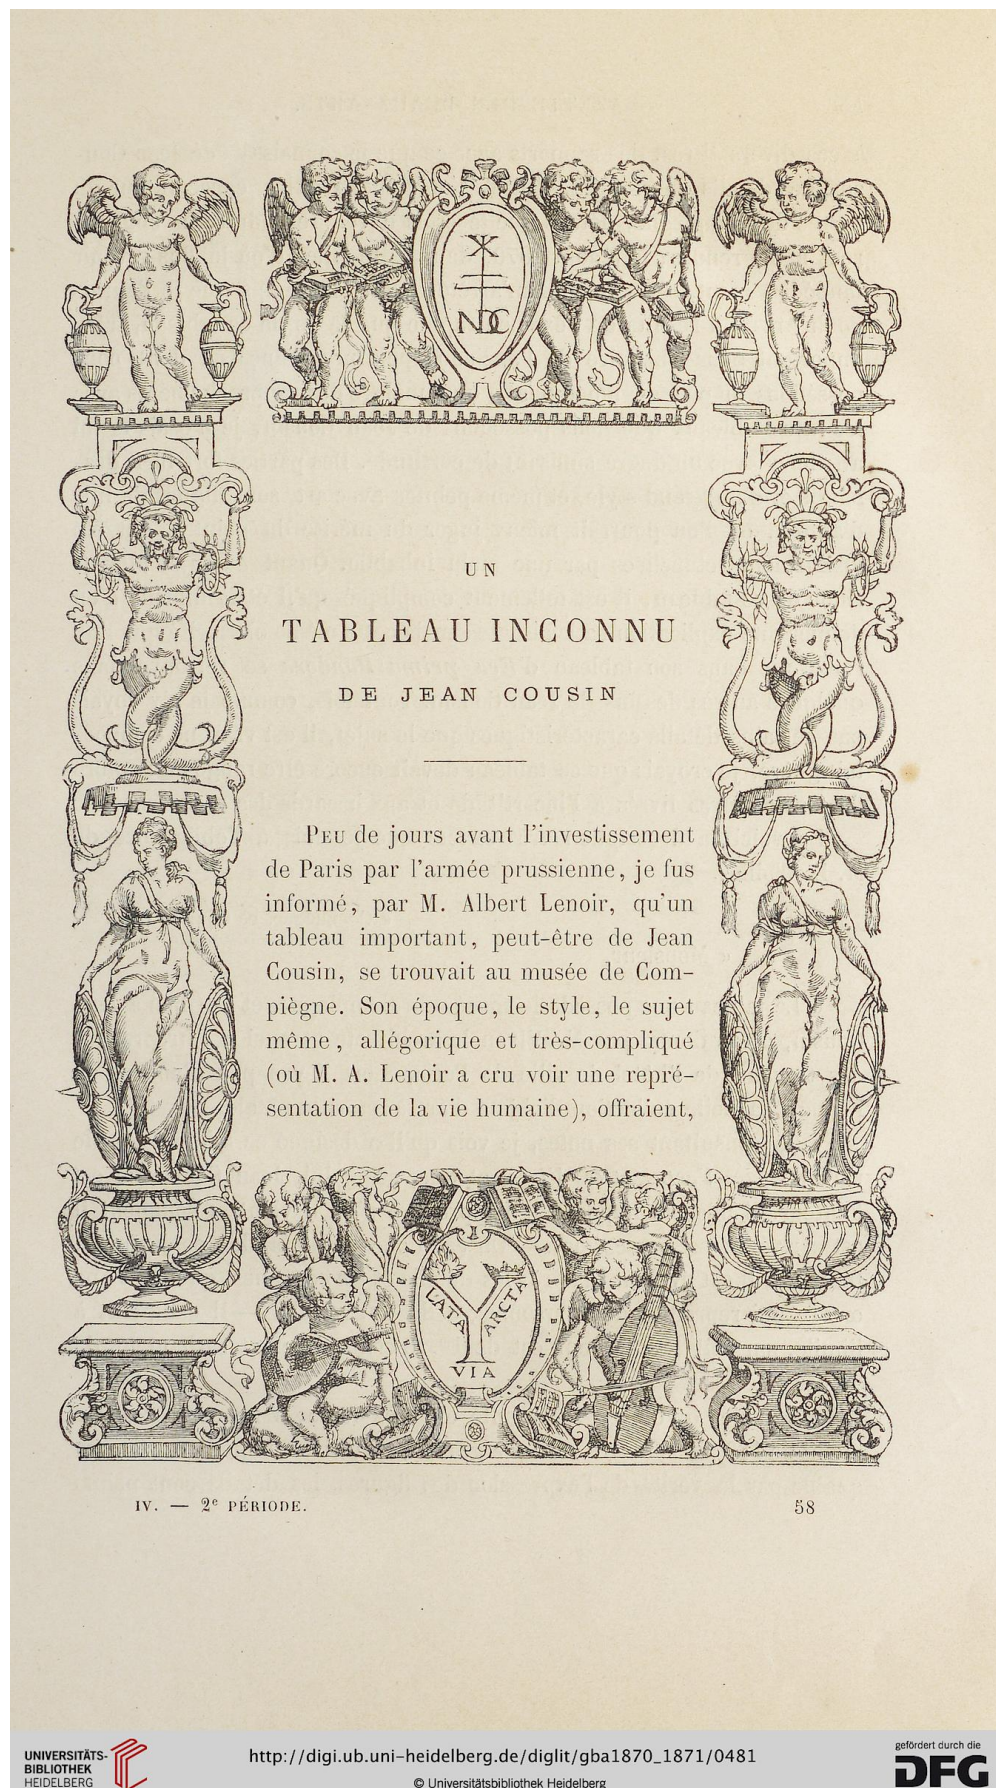 NDC
UN
TABLEAU INCONNU
DE JEAN COUSIN
PEU de jours avant l'investissement
de Paris par l'armée prussienne, je fus
informé, par M. Albert Lenoir, qu'un
tableau important, peut-être de Jean
Cousin, se trouvait au musée de Com-
piègne. Son époque, le style, le sujet
même, allégorique et très-compliqué
(où M. A. Lenoir a cru voir une repré-
sentation de la vie humaine), offraient,
LATA
ARCTA
VIA
IV. — 2e PÉRIODE.
58
UNIVERSITÄTS-
BIBLIOTHEK
HEIDELBERG
http://digi.ub.uni-heidelberg.de/diglit/gba1870_1871/0481
© Universitätsbibliothek Heidelberg
gefördert durch die
DFG